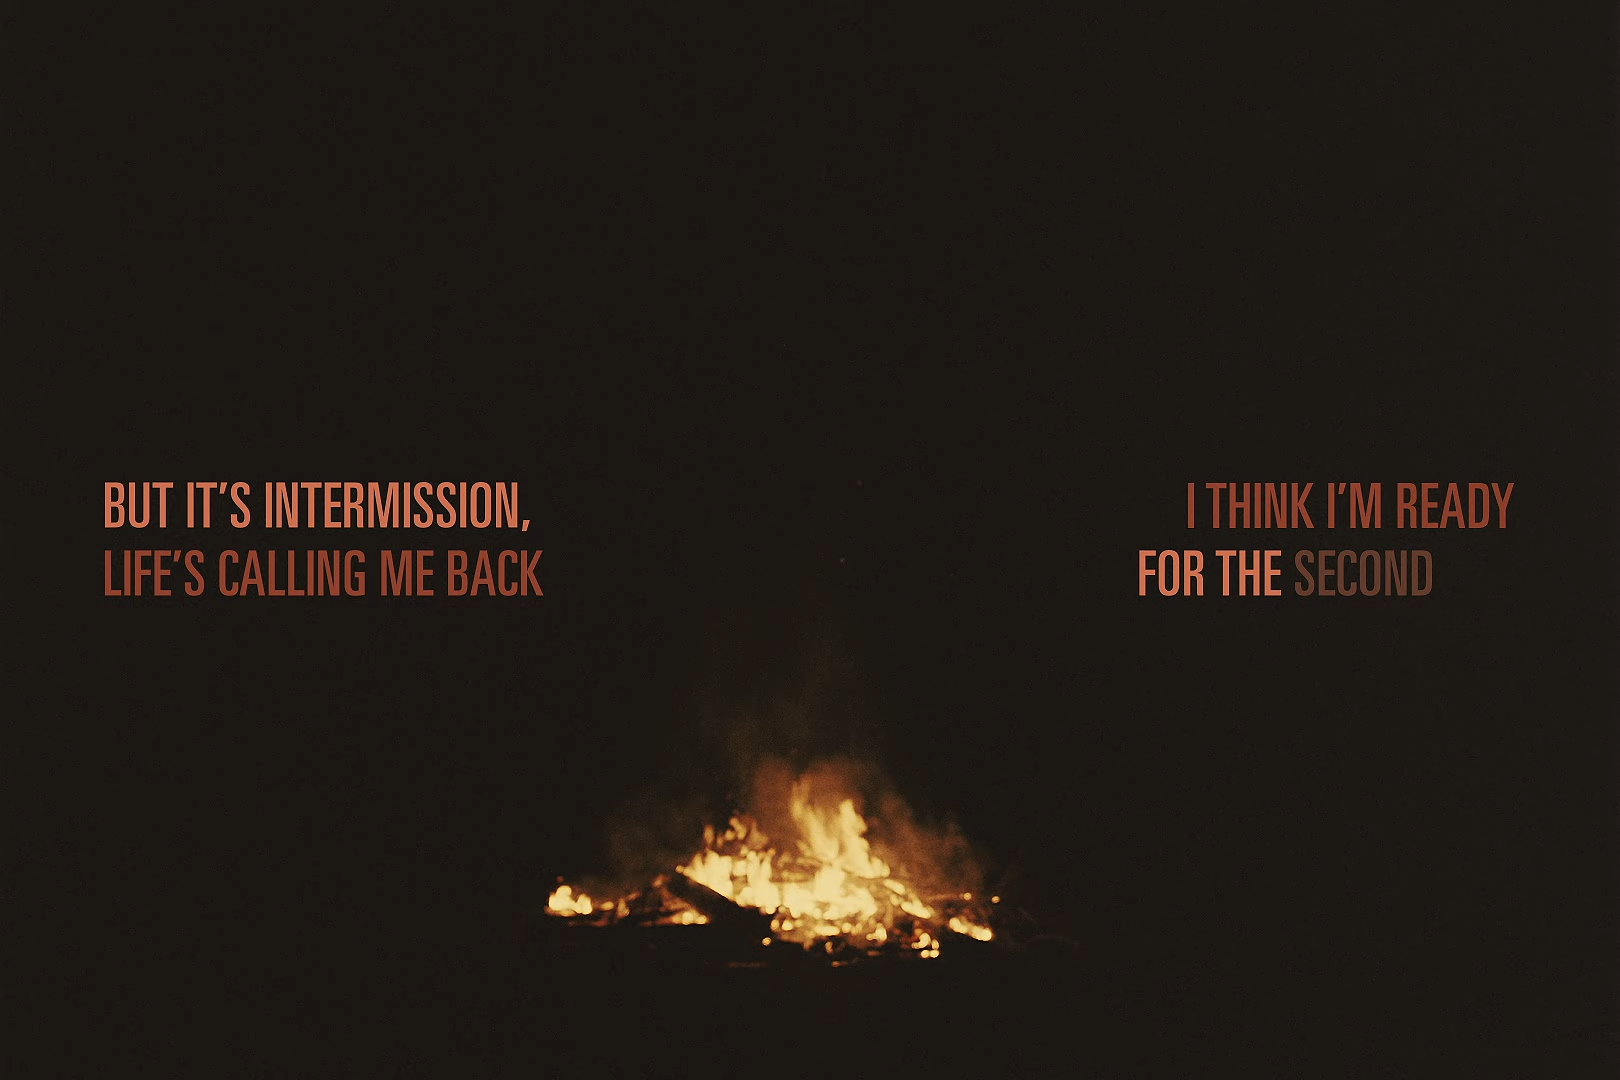 BUT IT'S INTERMISSION,
LIFE'S CALLING ME BACK
I THINK I'M READY
FOR THE SECOND